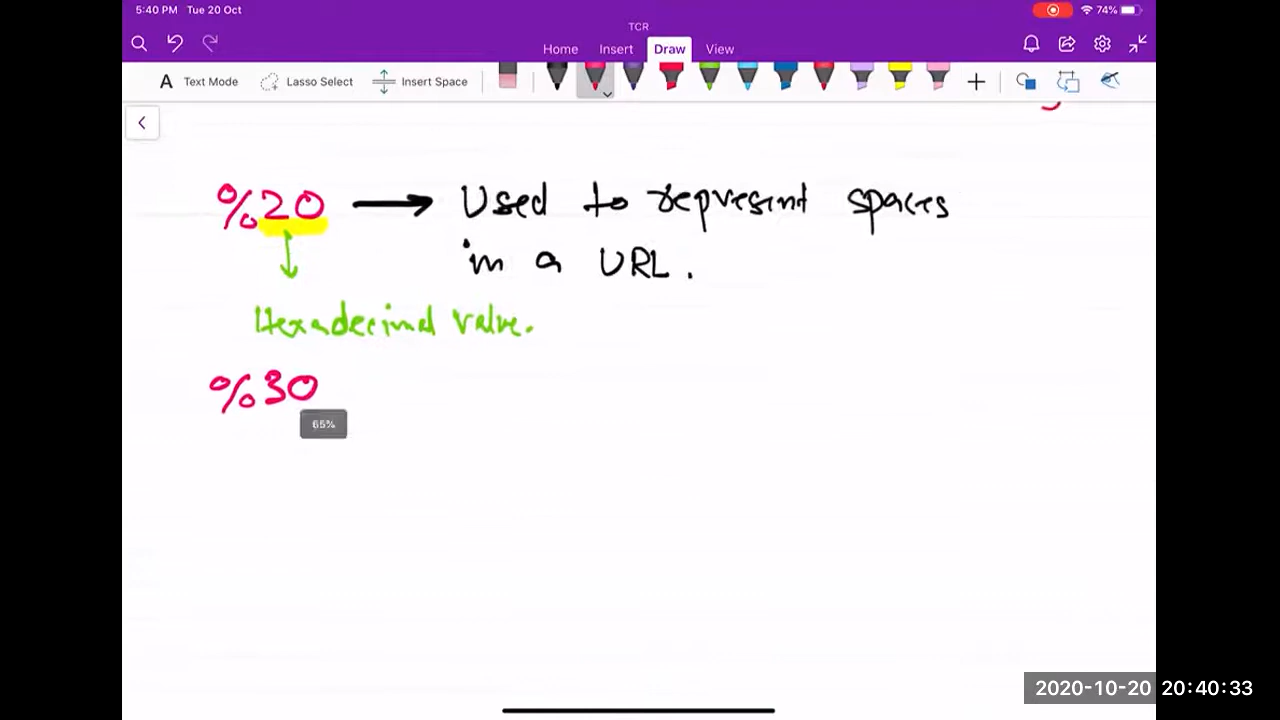 5:40 PM Tue 20 Oct
74%
TCR
Home Insert Draw View
A Text Mode Lasso Select Insert Space
%20 → Used to represent spaces
in a URL.
Hexadecimal value.
%30
65%
2020-10-20 20:40:33